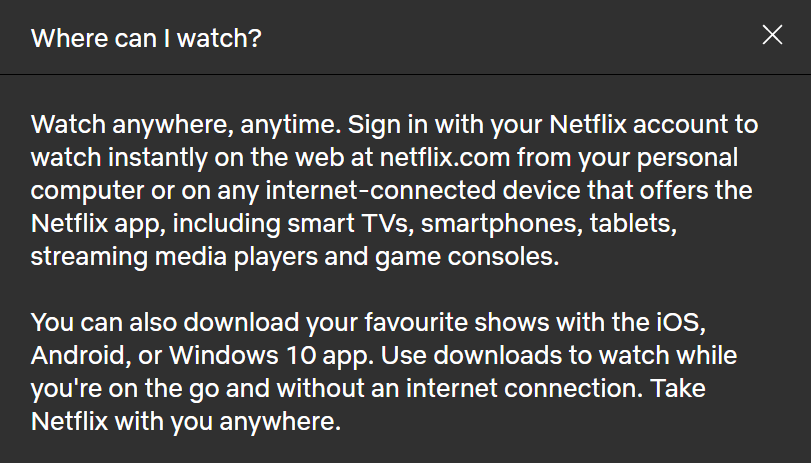 Where can I watch?
Watch anywhere, anytime. Sign in with your Netflix account to
watch instantly on the web at netflix.com from your personal
computer or on any internet-connected device that offers the
Netflix app, including smart TVs, smartphones, tablets,
streaming media players and game consoles.
You can also download your favourite shows with the iOS,
Android, or Windows 10 app. Use downloads to watch while
you're on the go and without an internet connection. Take
Netflix with you anywhere.